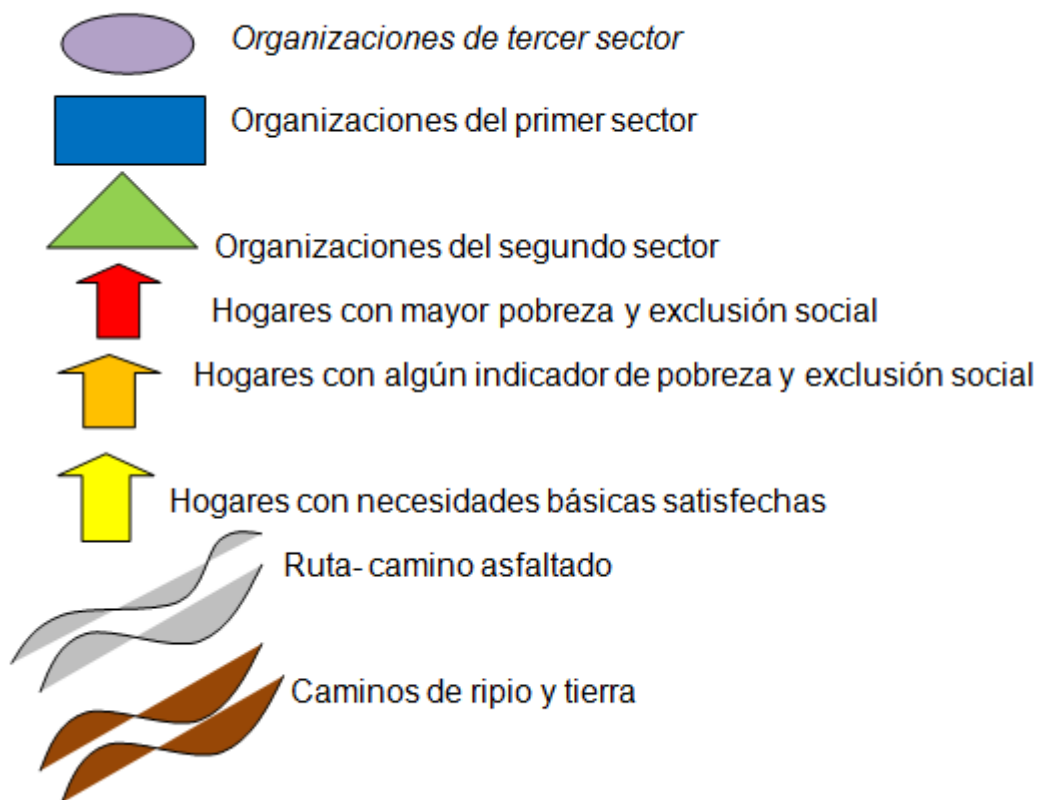 Organizaciones de tercer sector
Organizaciones del primer sector
Organizaciones del segundo sector
Hogares con mayor pobreza y exclusión social
Hogares con algún indicador de pobreza y exclusión social
Hogares con necesidades básicas satisfechas
Ruta- camino asfaltado
Caminos de ripio y tierra